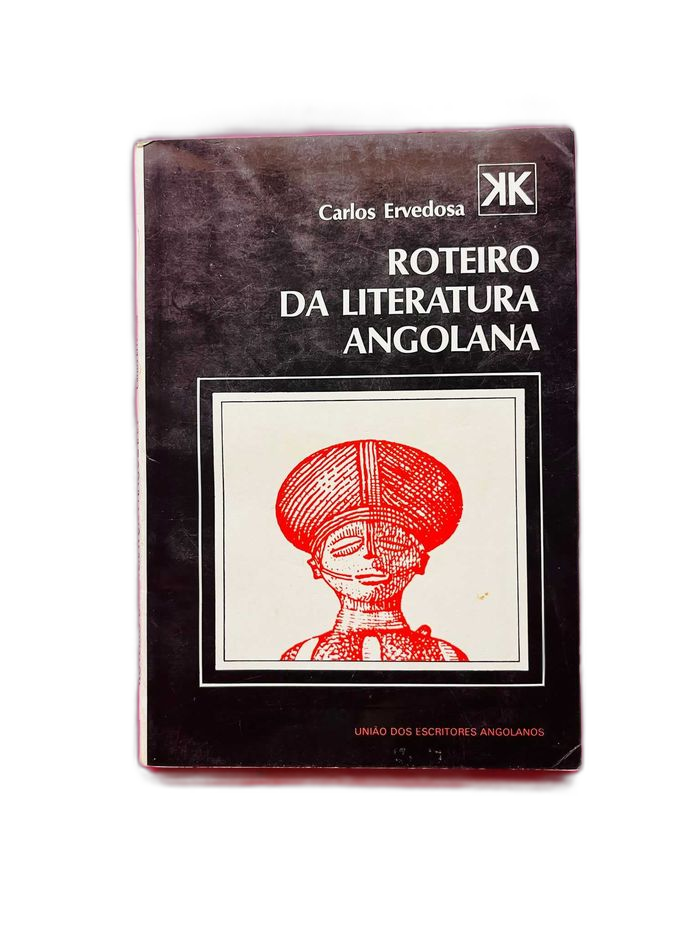 Carlos Ervedosa
ROTEIRO
DA LITERATURA
ANGOLANA
UNIÃO DOS ESCRITORES ANGOLANOS